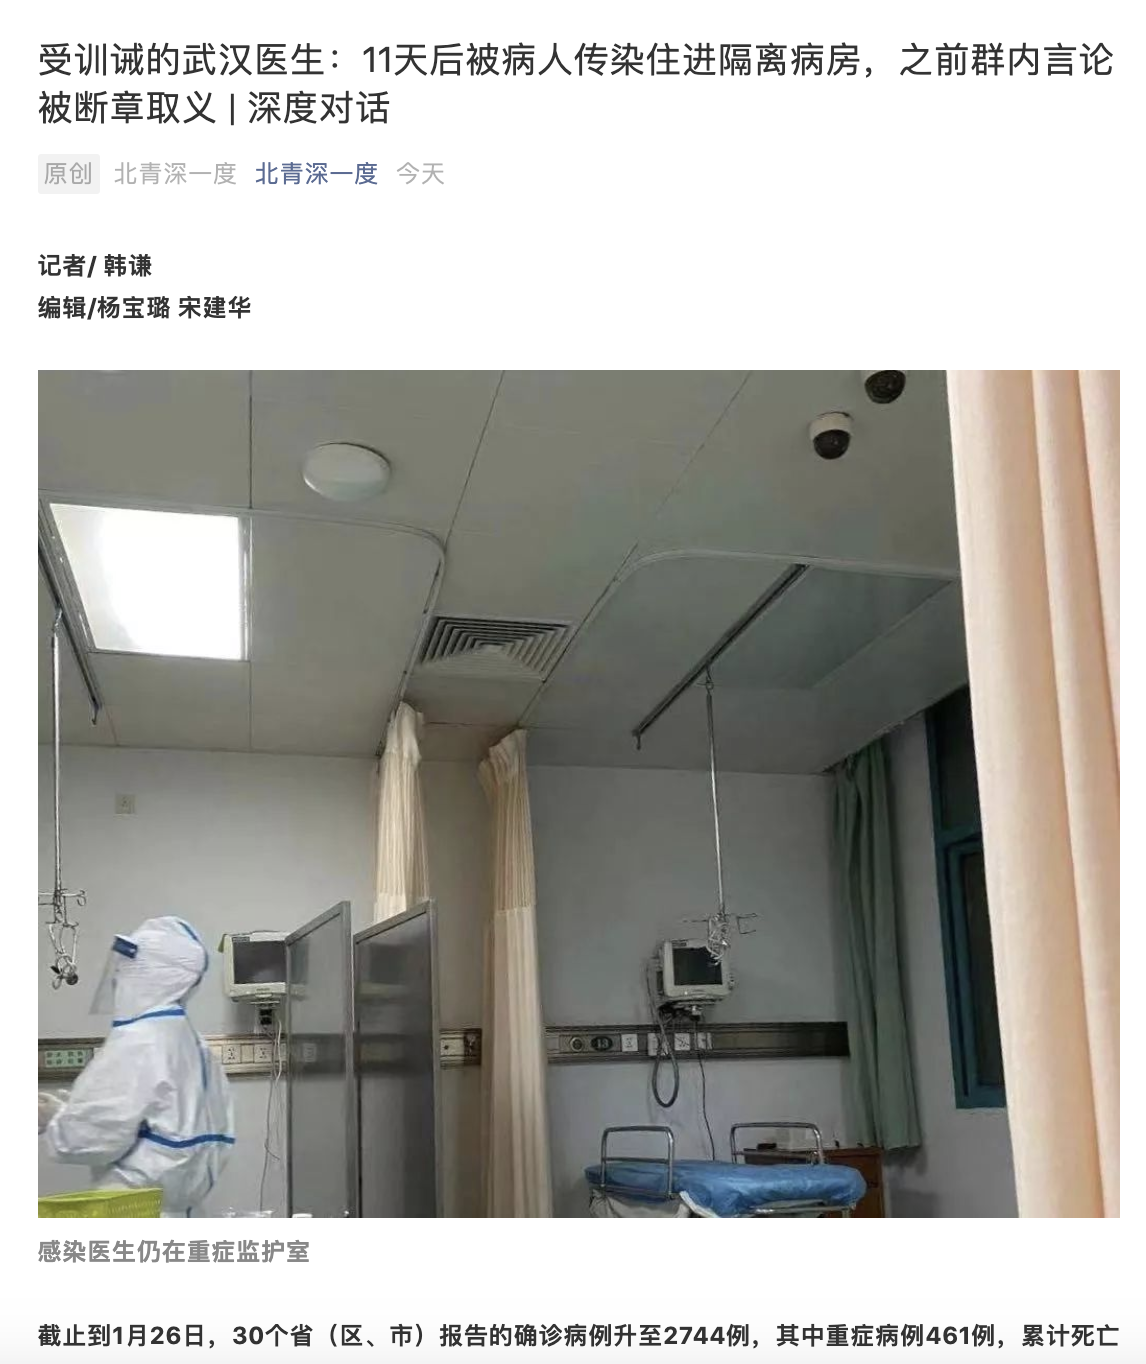 受训诫的武汉医生：11天后被病人传染住进隔离病房，之前群内言论
被断章取义 | 深度对话
原创 北青深一度 北青深一度 今天
记者/ 韩谦
编辑/杨宝璐 宋建华
感染医生仍在重症监护室
截止到1月26日，30个省（区、市）报告的确诊病例升至2744例，其中重症病例461例，累计死亡